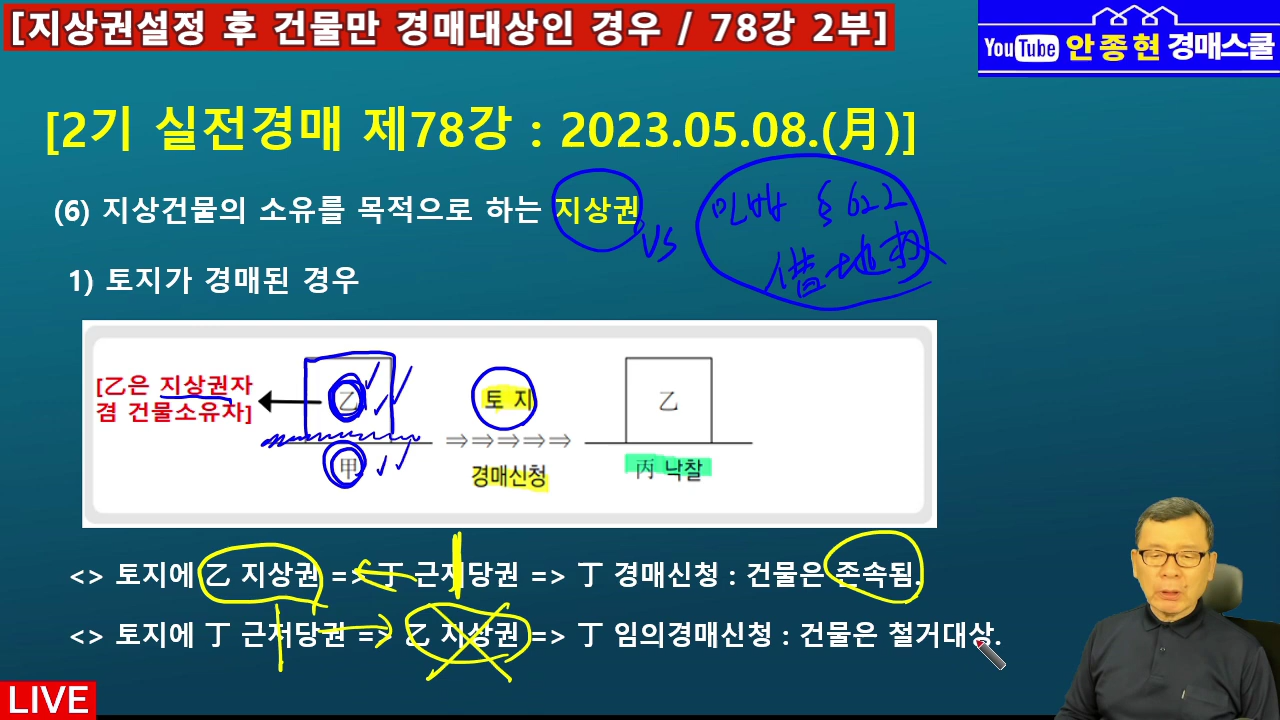 [지상권설정 후 건물만 경매대상인 경우 / 78강 2부]
YouTube 안종현 경매스쿨
[2기 실전경매 제78강 : 2023.05.08.(月)]
(6) 지상건물의 소유를 목적으로 하는 지상권
VS
민법 § 622
借地权
1) 토지가 경매된 경우
[乙은 지상권자
겸 건물소유자]
乙
토 지
乙
⇒⇒⇒⇒⇒
甲
경매신청
丙 낙찰
<> 토지에 乙 지상권 => 丁 근저당권 => 丁 경매신청 : 건물은 존속됨.
<> 토지에 丁 근저당권 => 乙 지상권 => 丁 임의경매신청 : 건물은 철거대상.
LIVE